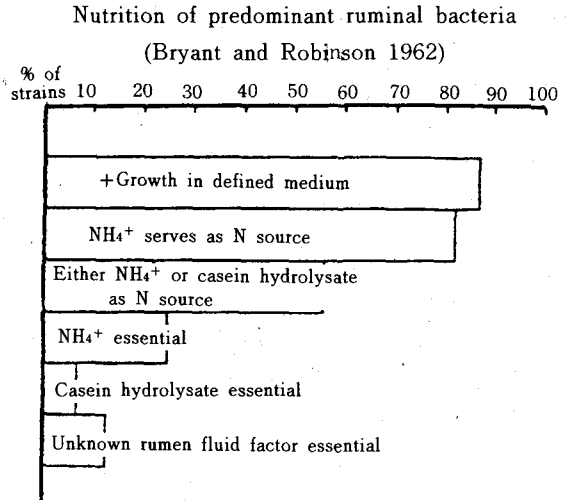 Nutrition of predominant ruminal bacteria
(Bryant and Robinson 1962)
% of
strains 10 20 30 40 50 60 70 80 90 100
+Growth in defined medium
NH₄⁺ serves as N source
Either NH₄⁺ or casein hydrolysate
as N source
NH₄⁺ essential
Casein hydrolysate essential
Unknown rumen fluid factor essential